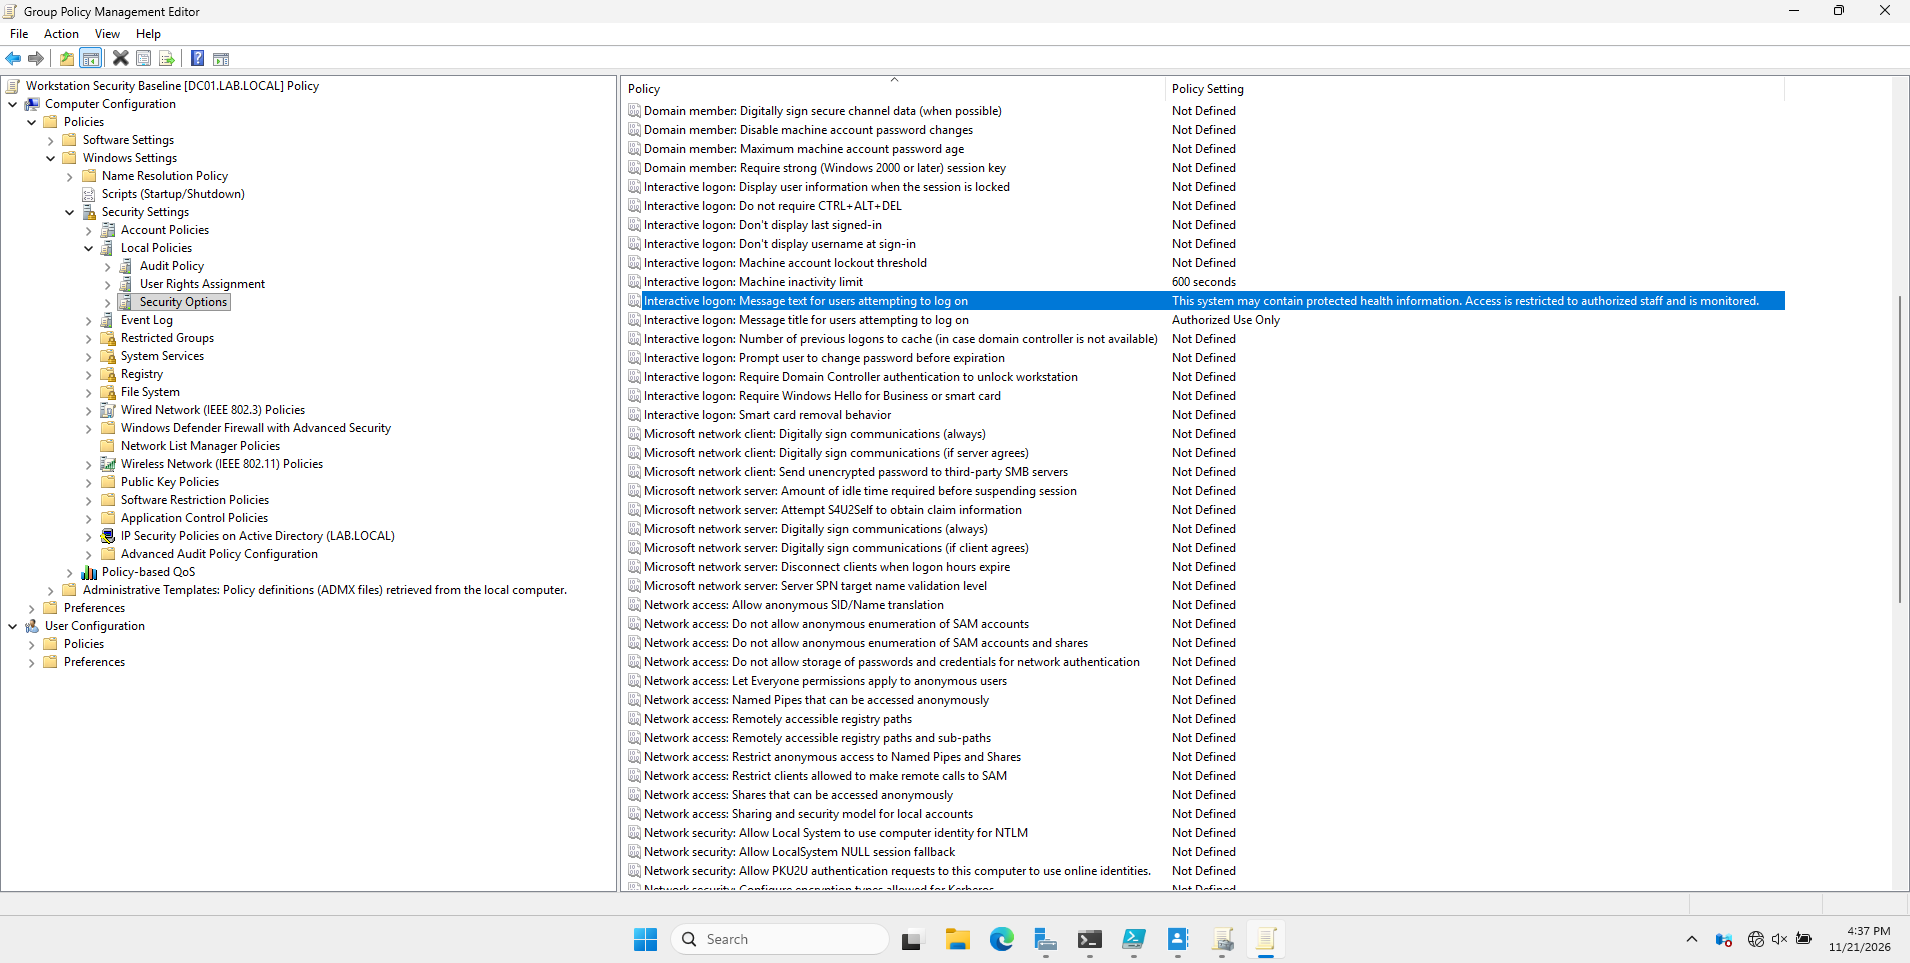 Group Policy Management Editor
File Action View Help
Workstation Security Baseline [DC01.LAB.LOCAL] Policy
Computer Configuration
Policies
Software Settings
Windows Settings
Name Resolution Policy
Scripts (Startup/Shutdown)
Security Settings
Account Policies
Local Policies
Audit Policy
User Rights Assignment
Security Options
Event Log
Restricted Groups
System Services
Registry
File System
Wired Network (IEEE 802.3) Policies
Windows Defender Firewall with Advanced Security
Network List Manager Policies
Wireless Network (IEEE 802.11) Policies
Public Key Policies
Software Restriction Policies
Application Control Policies
IP Security Policies on Active Directory (LAB.LOCAL)
Advanced Audit Policy Configuration
Policy-based QoS
Administrative Templates: Policy definitions (ADMX files) retrieved from the local computer.
Preferences
User Configuration
Policies
Preferences
Policy Policy Setting
Domain member: Digitally sign secure channel data (when possible) Not Defined
Domain member: Disable machine account password changes Not Defined
Domain member: Maximum machine account password age Not Defined
Domain member: Require strong (Windows 2000 or later) session key Not Defined
Interactive logon: Display user information when the session is locked Not Defined
Interactive logon: Do not require CTRL+ALT+DEL Not Defined
Interactive logon: Don't display last signed-in Not Defined
Interactive logon: Don't display username at sign-in Not Defined
Interactive logon: Machine account lockout threshold Not Defined
Interactive logon: Machine inactivity limit 600 seconds
Interactive logon: Message text for users attempting to log on This system may contain protected health information. Access is restricted to authorized staff and is monitored.
Interactive logon: Message title for users attempting to log on Authorized Use Only
Interactive logon: Number of previous logons to cache (in case domain controller is not available) Not Defined
Interactive logon: Prompt user to change password before expiration Not Defined
Interactive logon: Require Domain Controller authentication to unlock workstation Not Defined
Interactive logon: Require Windows Hello for Business or smart card Not Defined
Interactive logon: Smart card removal behavior Not Defined
Microsoft network client: Digitally sign communications (always) Not Defined
Microsoft network client: Digitally sign communications (if server agrees) Not Defined
Microsoft network client: Send unencrypted password to third-party SMB servers Not Defined
Microsoft network server: Amount of idle time required before suspending session Not Defined
Microsoft network server: Attempt S4U2Self to obtain claim information Not Defined
Microsoft network server: Digitally sign communications (always) Not Defined
Microsoft network server: Digitally sign communications (if client agrees) Not Defined
Microsoft network server: Disconnect clients when logon hours expire Not Defined
Microsoft network server: Server SPN target name validation level Not Defined
Network access: Allow anonymous SID/Name translation Not Defined
Network access: Do not allow anonymous enumeration of SAM accounts Not Defined
Network access: Do not allow anonymous enumeration of SAM accounts and shares Not Defined
Network access: Do not allow storage of passwords and credentials for network authentication Not Defined
Network access: Let Everyone permissions apply to anonymous users Not Defined
Network access: Named Pipes that can be accessed anonymously Not Defined
Network access: Remotely accessible registry paths Not Defined
Network access: Remotely accessible registry paths and sub-paths Not Defined
Network access: Restrict anonymous access to Named Pipes and Shares Not Defined
Network access: Restrict clients allowed to make remote calls to SAM Not Defined
Network access: Shares that can be accessed anonymously Not Defined
Network access: Sharing and security model for local accounts Not Defined
Network security: Allow Local System to use computer identity for NTLM Not Defined
Network security: Allow LocalSystem NULL session fallback Not Defined
Network security: Allow PKU2U authentication requests to this computer to use online identities. Not Defined
Network security: Configure encryption types allowed for Kerberos Not Defined
Search
4:37 PM
11/21/2026